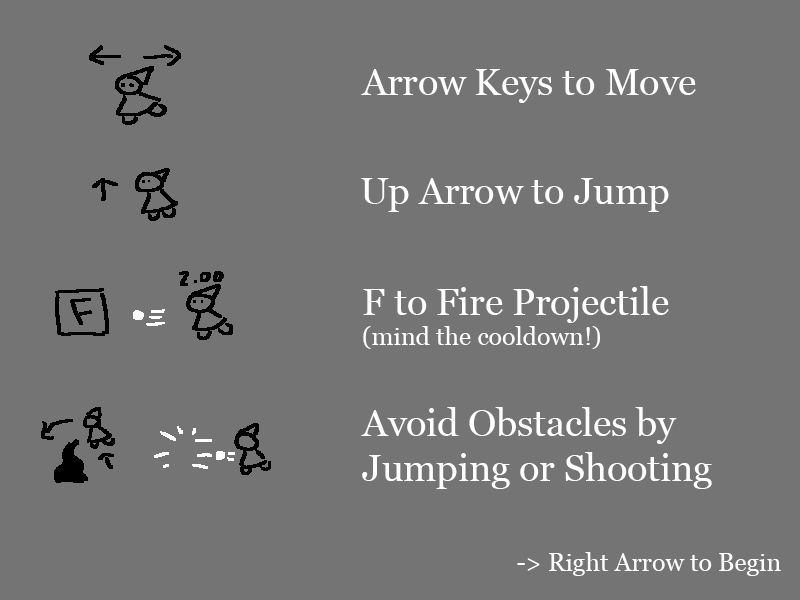 Arrow Keys to Move
Up Arrow to Jump
2.00
F
F to Fire Projectile
(mind the cooldown!)
Avoid Obstacles by
Jumping or Shooting
-> Right Arrow to Begin